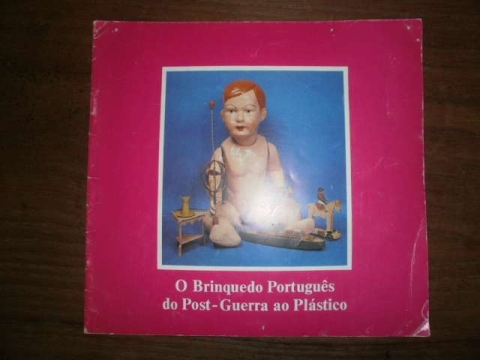 O Brinquedo Português
do Post-Guerra ao Plástico